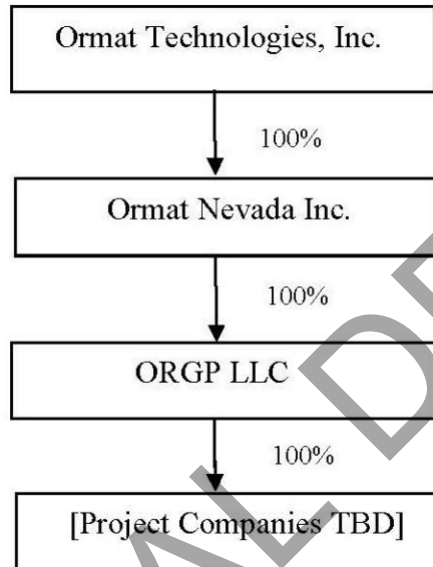 Ormat Technologies, Inc.
100%
Ormat Nevada Inc.
100%
ORGP LLC
100%
[Project Companies TBD]